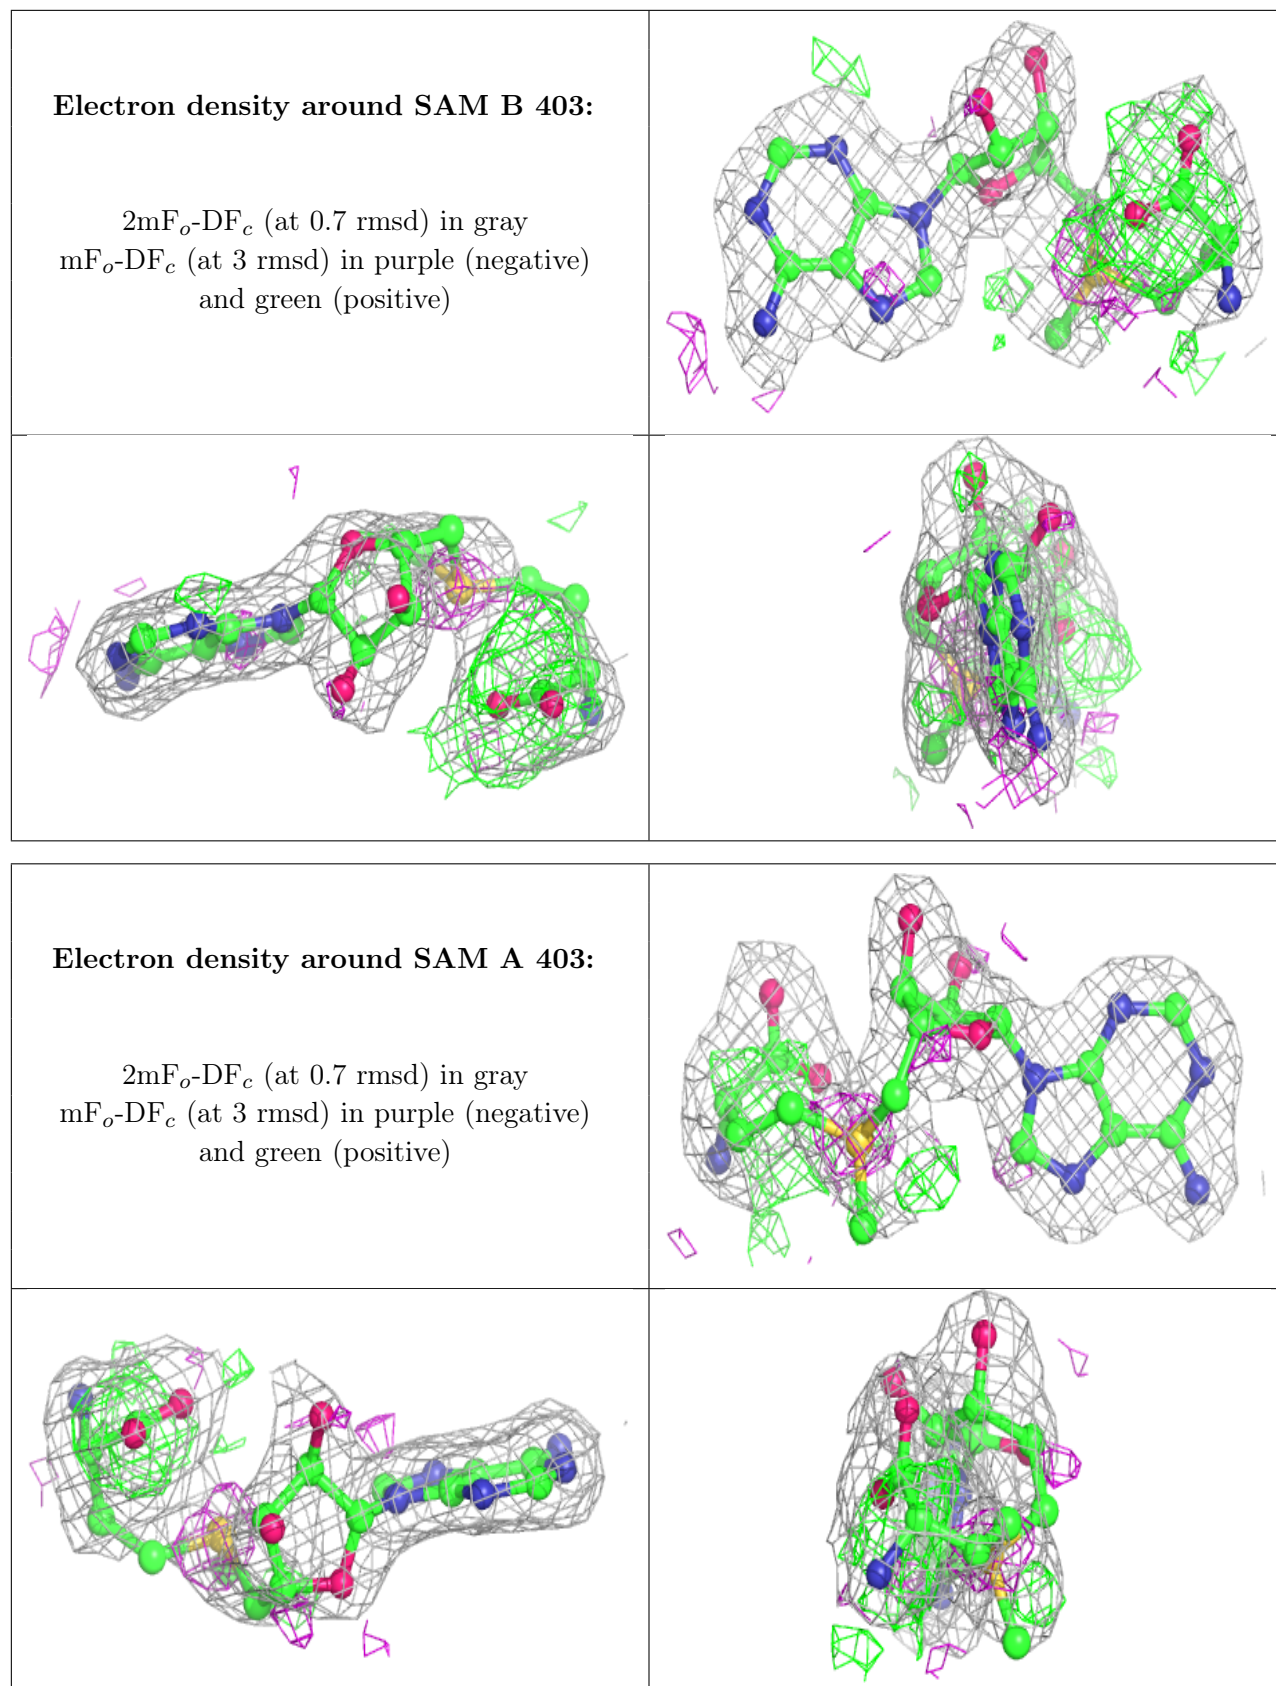 Electron density around SAM B 403:
2mFo-DFc (at 0.7 rmsd) in gray
mFo-DFc (at 3 rmsd) in purple (negative)
and green (positive)
Electron density around SAM A 403:
2mFo-DFc (at 0.7 rmsd) in gray
mFo-DFc (at 3 rmsd) in purple (negative)
and green (positive)